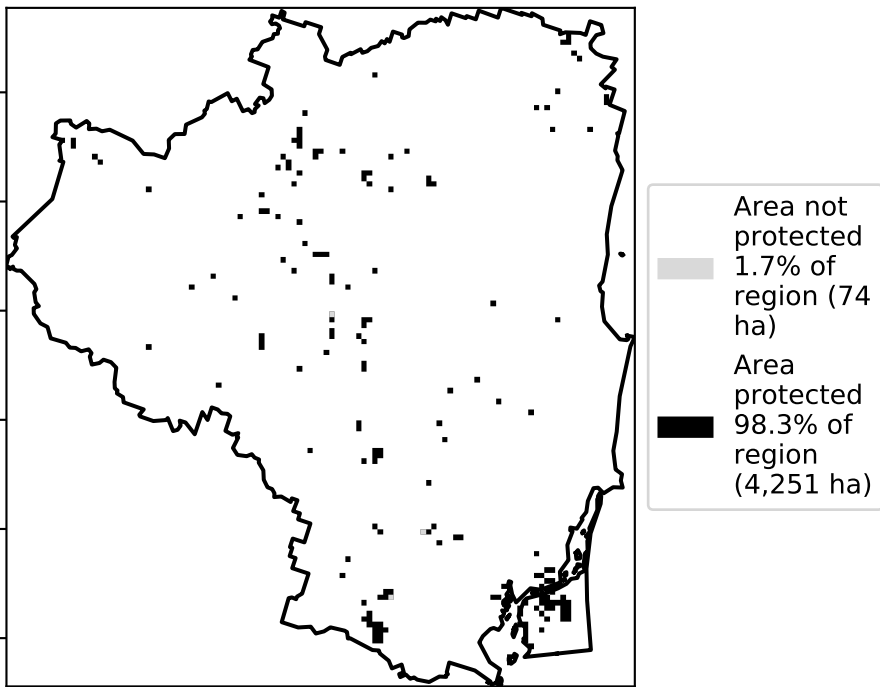 Area not
protected
1.7% of
region (74
ha)
Area
protected
98.3% of
region
(4,251 ha)